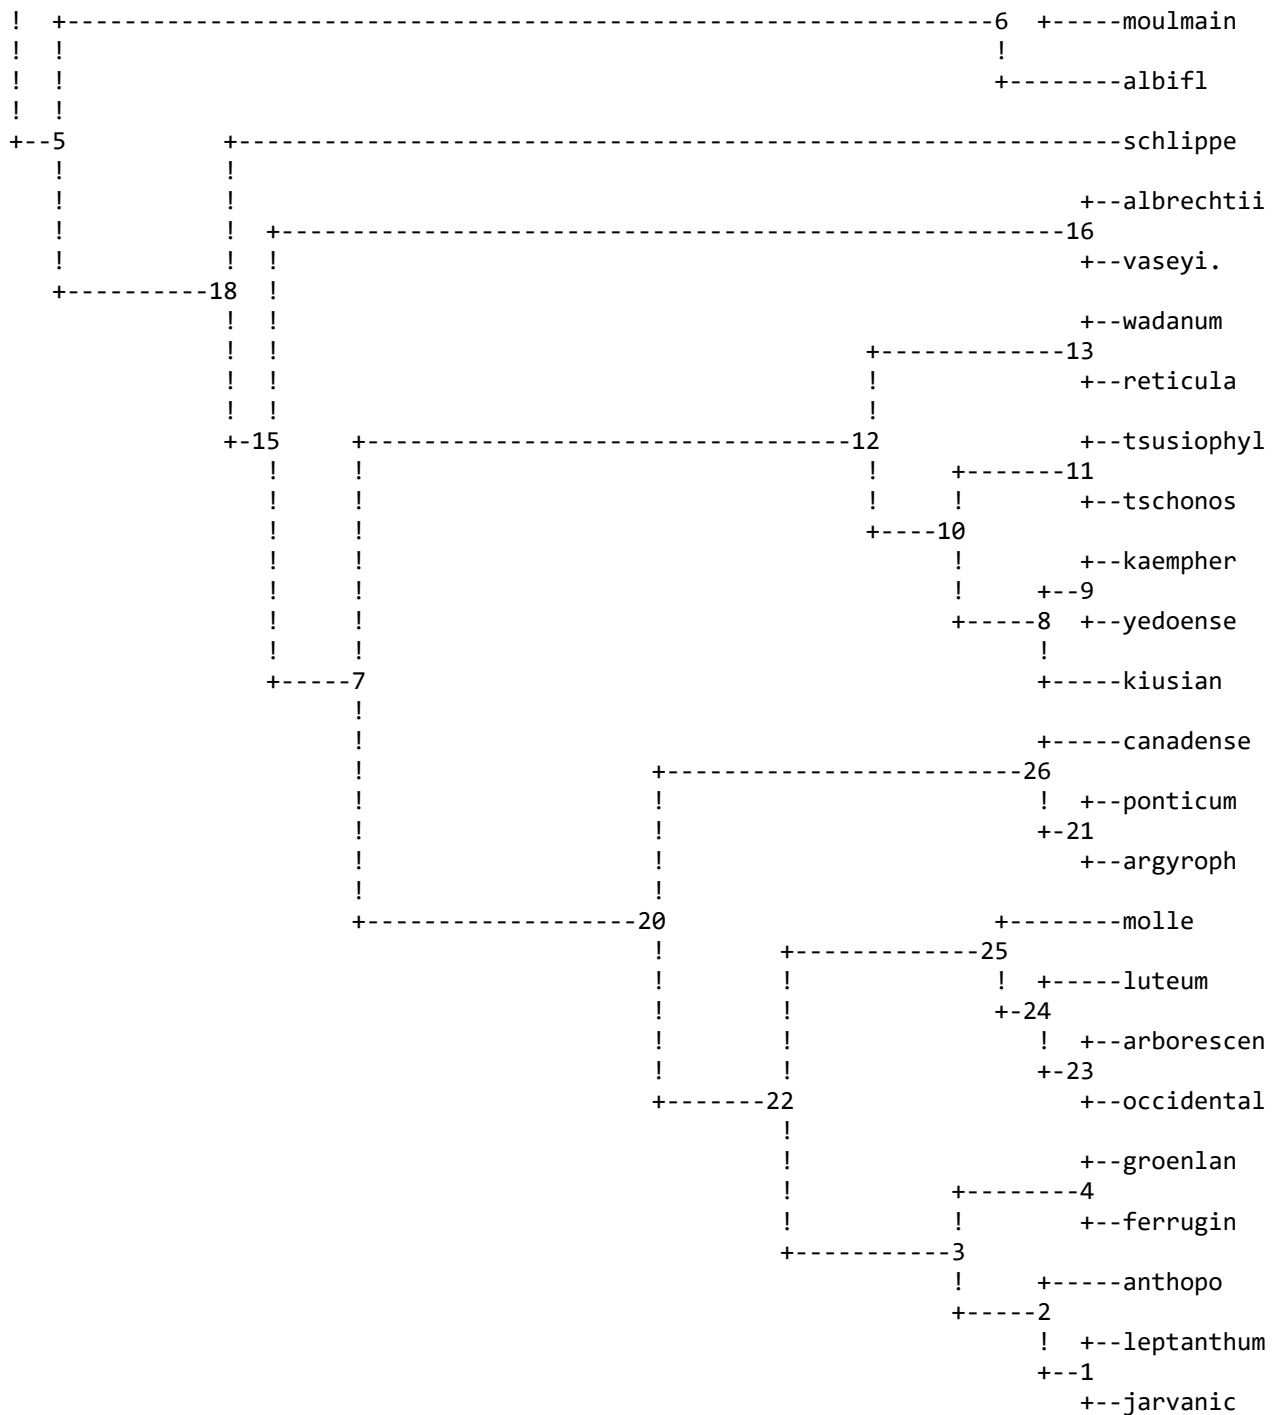 !  +-----------------------------------------------------------------6  +-----moulmain
!  !                                                                  !
!  !                                                                  +--------albifl
!  !
+--5           +--------------------------------------------------------------schlippe
   !           !
   !           !                                                           +--albrechtii
   !           !  +-------------------------------------------------------16
   !           !  !                                                        +--vaseyi.
   +----------18  !
               !  !                                                        +--wadanum
               !  !                                         +-------------13
               !  !                                         !              +--reticula
               !  !                                         !
               +-15     +----------------------------------12              +--tsusiophyl
                  !     !                                   !     +-------11
                  !     !                                   !     !        +--tschonos
                  !     !                                   +----10
                  !     !                                         !        +--kaempher
                  !     !                                         !     +--9
                  !     !                                         +-----8  +--yedoense
                  !     !                                               !
                  +-----7                                               +-----kiusian
                        !
                        !                                               +-----canadense
                        !                    +-------------------------26
                        !                    !                          !  +--ponticum
                        !                    !                          +-21
                        !                    !                             +--argyroph
                        !                    !
                        +-------------------20                       +--------molle
                                             !        +-------------25
                                             !        !              !  +-----luteum
                                             !        !              +-24
                                             !        !                 !  +--arborescen
                                             !        !                 +-23
                                             +-------22                    +--occidental
                                                      !
                                                      !                    +--groenlan
                                                      !           +--------4
                                                      !           !        +--ferrugin
                                                      +-----------3
                                                                  !     +-----anthopo
                                                                  +-----2
                                                                        !  +--leptanthum
                                                                        +--1
                                                                           +--jarvanic